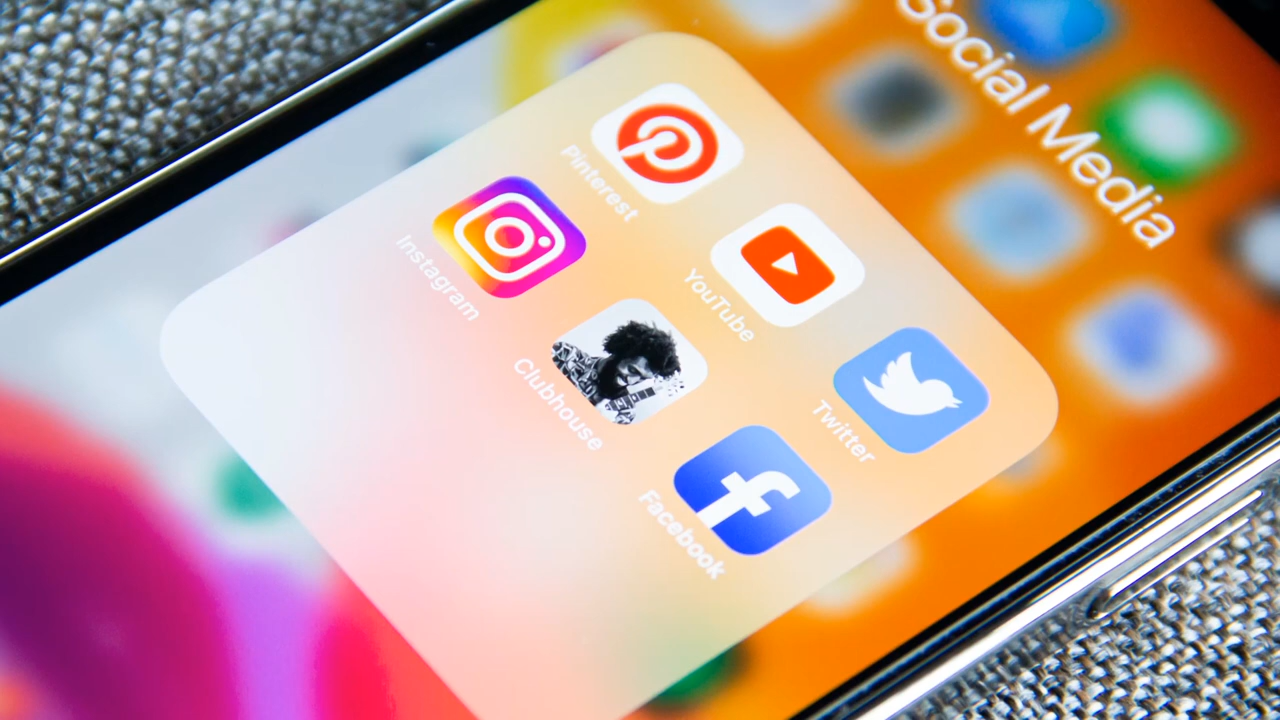 Social Media
Pinterest
YouTube
Twitter
Instagram
Clubhouse
Facebook